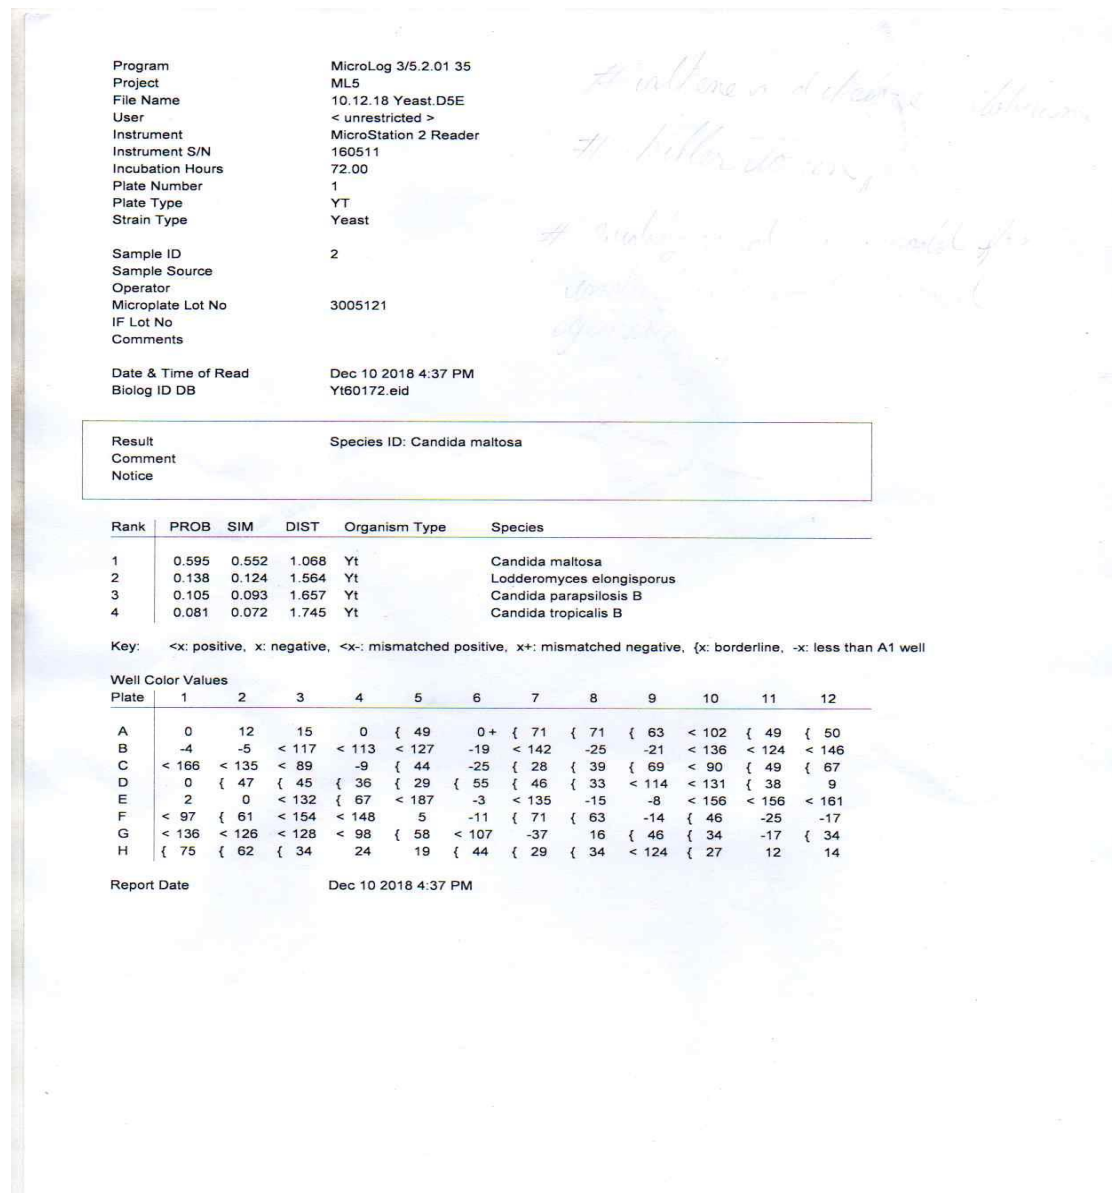 Program MicroLog 3/5.2.01 35
Project ML5
File Name 10.12.18 Yeast.D5E
User < unrestricted >
Instrument MicroStation 2 Reader
Instrument S/N 160511
Incubation Hours 72.00
Plate Number 1
Plate Type YT
Strain Type Yeast
Sample ID 2
Sample Source
Operator
Microplate Lot No 3005121
IF Lot No
Comments
Date & Time of Read Dec 10 2018 4:37 PM
Biolog ID DB Yt60172.eid
Result Species ID: Candida maltosa
Comment
Notice
Rank PROB SIM DIST Organism Type Species
1 0.595 0.552 1.068 Yt Candida maltosa
2 0.138 0.124 1.564 Yt Lodderomyces elongisporus
3 0.105 0.093 1.657 Yt Candida parapsilosis B
4 0.081 0.072 1.745 Yt Candida tropicalis B
Key: <x: positive, x: negative, <x-: mismatched positive, x+: mismatched negative, {x: borderline, -x: less than A1 well
Well Color Values
Plate 1 2 3 4 5 6 7 8 9 10 11 12
A 0 12 15 0 { 49 0+ { 71 { 71 { 63 < 102 { 49 { 50
B -4 -5 < 117 < 113 < 127 -19 < 142 -25 -21 < 136 < 124 < 146
C < 166 < 135 < 89 -9 { 44 -25 { 28 { 39 { 69 < 90 { 49 { 67
D 0 { 47 { 45 { 36 { 29 { 55 { 46 { 33 < 114 < 131 { 38 9
E 2 0 < 132 { 67 < 187 -3 < 135 -15 -8 < 156 < 156 < 161
F < 97 { 61 < 154 < 148 5 -11 { 71 { 63 -14 { 46 -25 -17
G < 136 < 126 < 128 < 98 { 58 < 107 -37 16 { 46 { 34 -17 { 34
H { 75 { 62 { 34 24 19 { 44 { 29 { 34 < 124 { 27 12 14
Report Date Dec 10 2018 4:37 PM